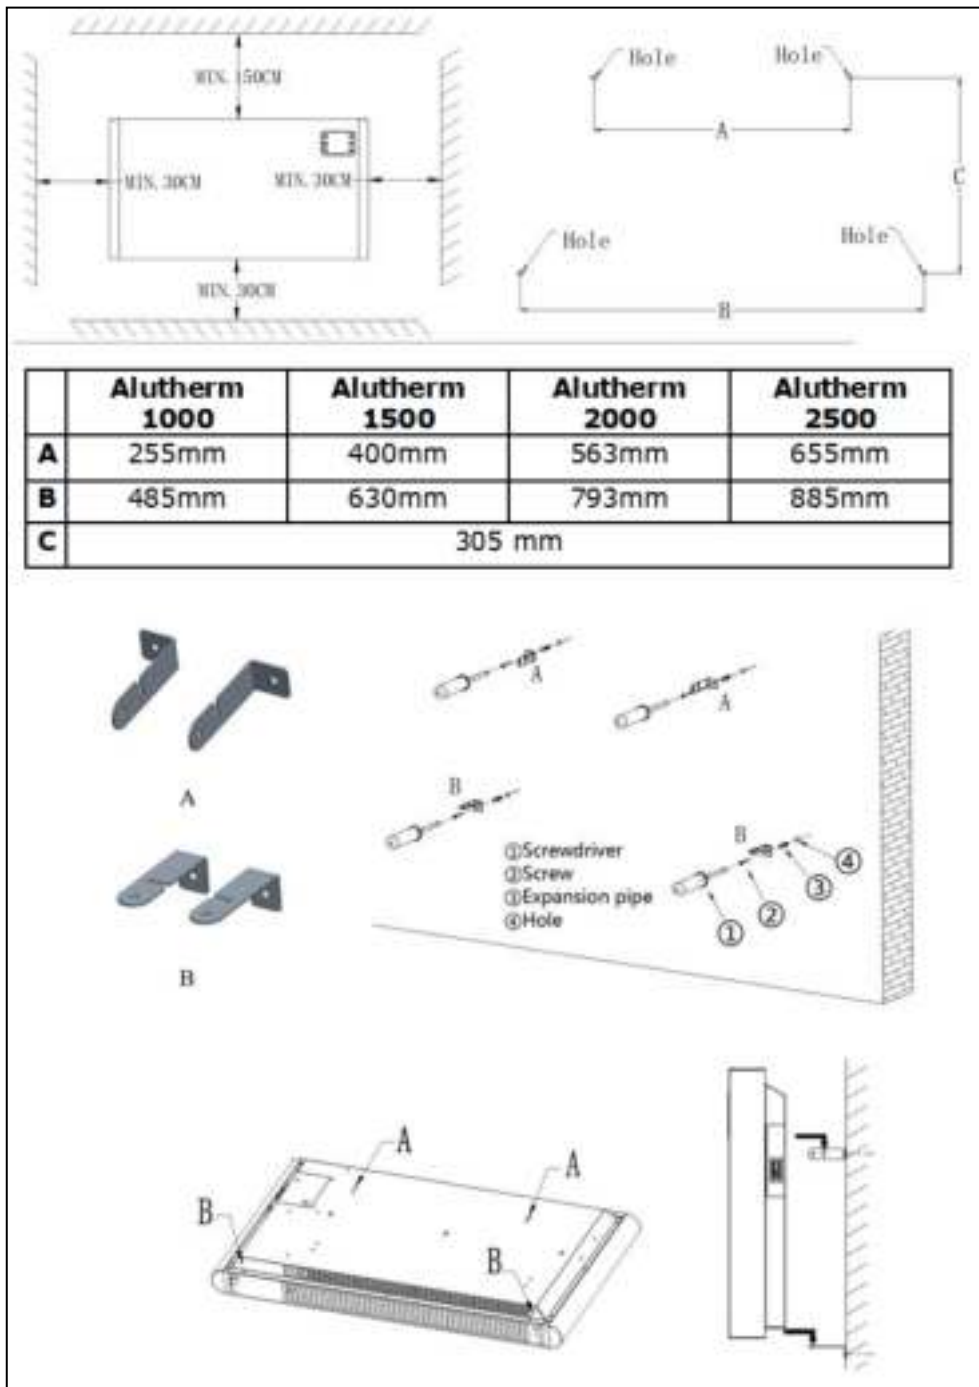 MIN.
MIN. 30CM
MIN. 30CM
MIN. 30CM
Hole
Hole
A
C
Hole
Hole
B
Alutherm 1000
Alutherm 1500
Alutherm 2000
Alutherm 2500
A 255mm 400mm 563mm 655mm
B 485mm 630mm 793mm 885mm
C 305 mm
A
B
A
A
B
B
①Screwdriver
②Screw
③Expansion pipe
④Hole
①
②
③
④
A
A
B
B